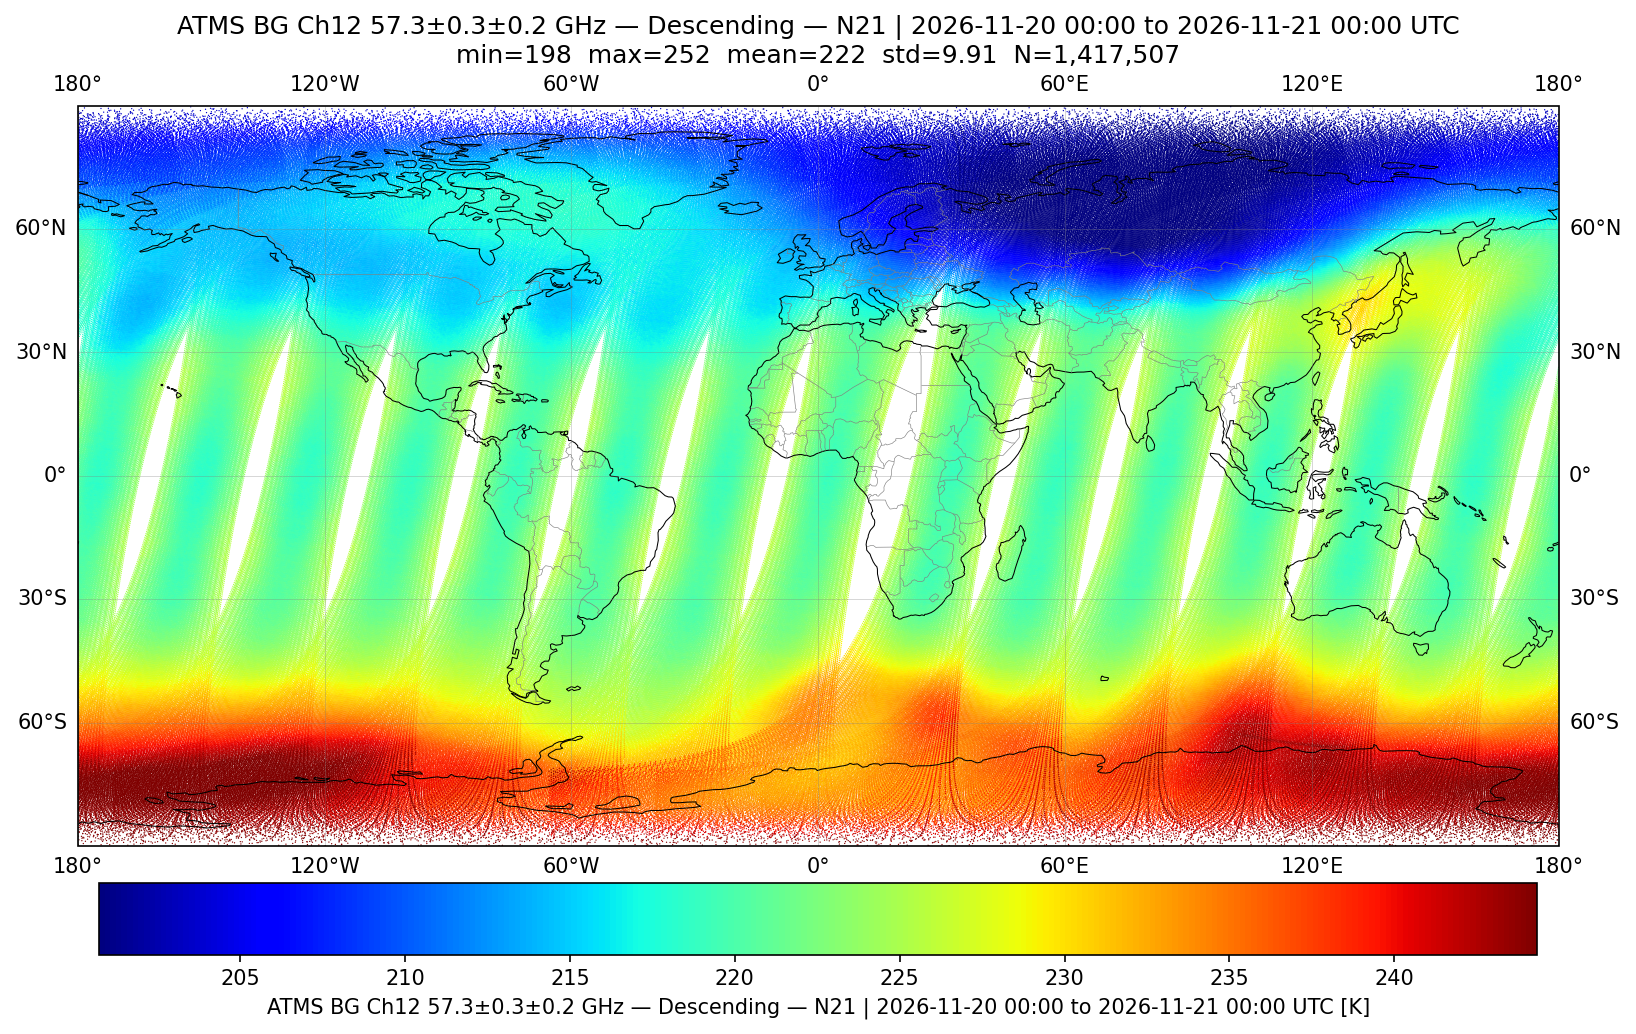 ATMS BG Ch12 57.3±0.3±0.2 GHz — Descending — N21 | 2026-11-20 00:00 to 2026-11-21 00:00 UTC
min=198 max=252 mean=222 std=9.91 N=1,417,507
180° 120°W 60°W 0° 60°E 120°E 180°
60°N 60°N
30°N 30°N
0° 0°
30°S 30°S
60°S 60°S
180° 120°W 60°W 0° 60°E 120°E 180°
205 210 215 220 225 230 235 240
ATMS BG Ch12 57.3±0.3±0.2 GHz — Descending — N21 | 2026-11-20 00:00 to 2026-11-21 00:00 UTC [K]